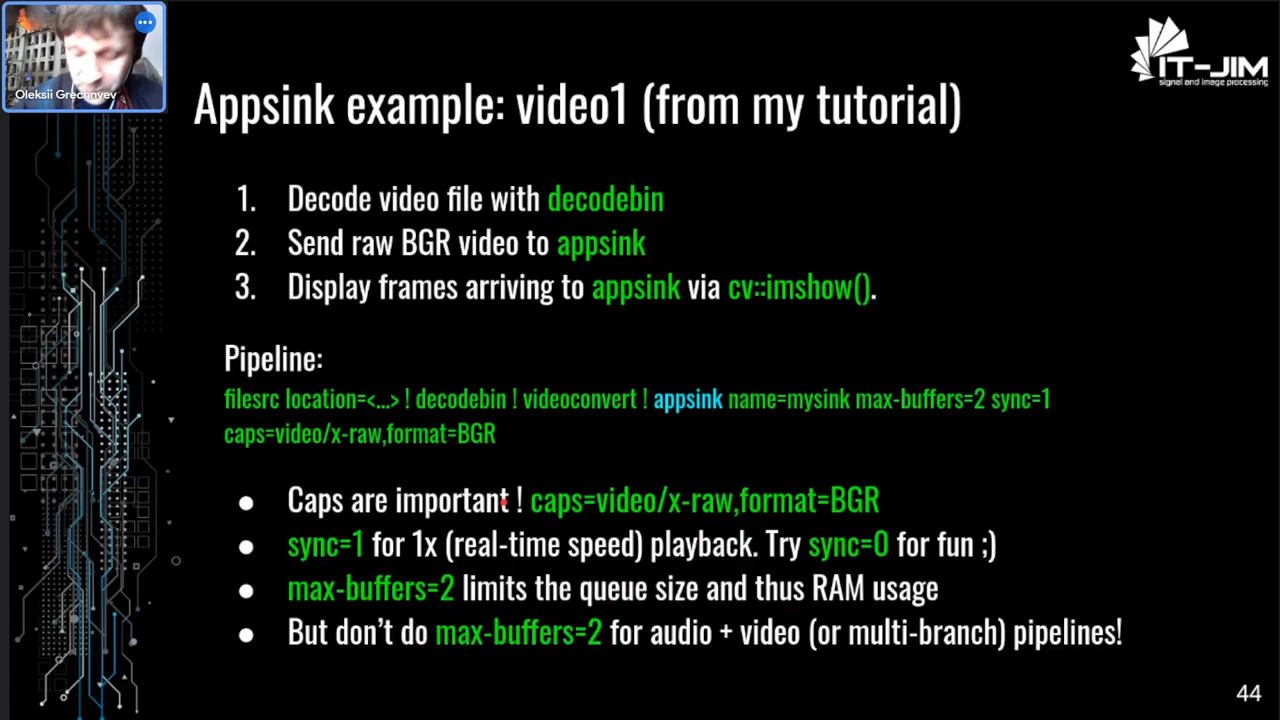 Oleksii Grechnyev
IT-JIM
signal and image processing
Appsink example: video1 (from my tutorial)
1. Decode video file with decodebin
2. Send raw BGR video to appsink
3. Display frames arriving to appsink via cv::imshow().
Pipeline:
filesrc location=<...> ! decodebin ! videoconvert ! appsink name=mysink max-buffers=2 sync=1
caps=video/x-raw,format=BGR
● Caps are important ! caps=video/x-raw,format=BGR
● sync=1 for 1x (real-time speed) playback. Try sync=0 for fun ;)
● max-buffers=2 limits the queue size and thus RAM usage
● But don’t do max-buffers=2 for audio + video (or multi-branch) pipelines!
44